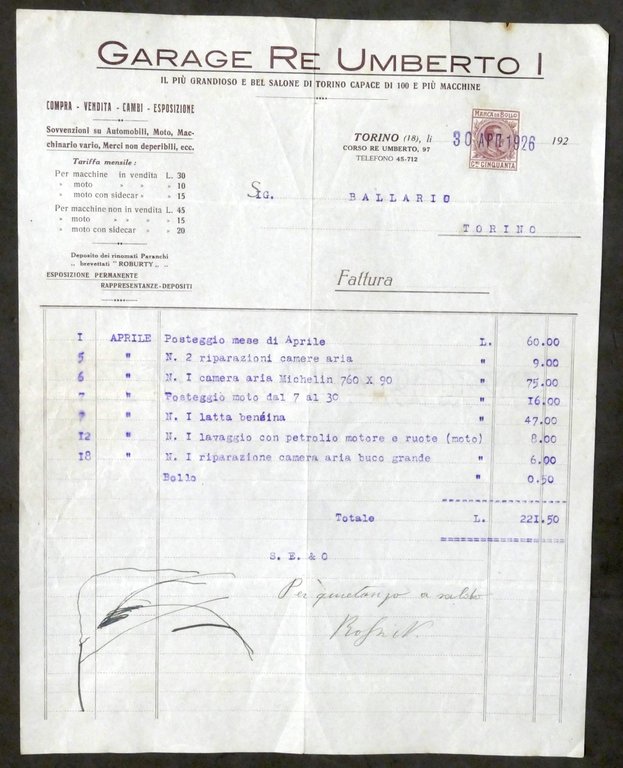 GARAGE RE UMBERTO I
IL PIÙ GRANDIOSO E BEL SALONE DI TORINO CAPACE DI 100 E PIÙ MACCHINE
COMPRA - VENDITA - CAMBI - ESPOSIZIONE
Sovvenzioni su Automobili, Moto, Mac-
chinario vario, Merci non deperibili, ecc.
Tariffa mensile:
Per macchine in vendita L. 30
» moto » » » 10
» moto con sidecar » » 15
Per macchine non in vendita L. 45
» moto » » » » 15
» moto con sidecar » » 20
Deposito dei rinomati Paranchi
„ brevettati "ROBURTY" „ „
ESPOSIZIONE PERMANENTE
RAPPRESENTANZE-DEPOSITI
MARCA DA BOLLO
CMI CINQUANTA
TORINO (18), li 30 APR 1926 192
CORSO RE UMBERTO, 97
TELEFONO 45-712
SIG. BALLARIO
TORINO
Fattura
I APRILE Posteggio mese di Aprile L. 60.00
5 " N. 2 riparazioni camere aria " 9.00
6 " N. I camera aria Michelin 760 X 90 " 75.00
7 " Posteggio moto dal 7 al 30 " 16.00
" N. I latta benzina " 47.00
I2 " N. I lavaggio con petrolio motore e ruote (moto) 8.00
I8 " N. I riparazione camera aria buco grande " 6.00
Bollo " 0.50
Totale L. 221.50
S. E. & O
Per quietanza a saldo